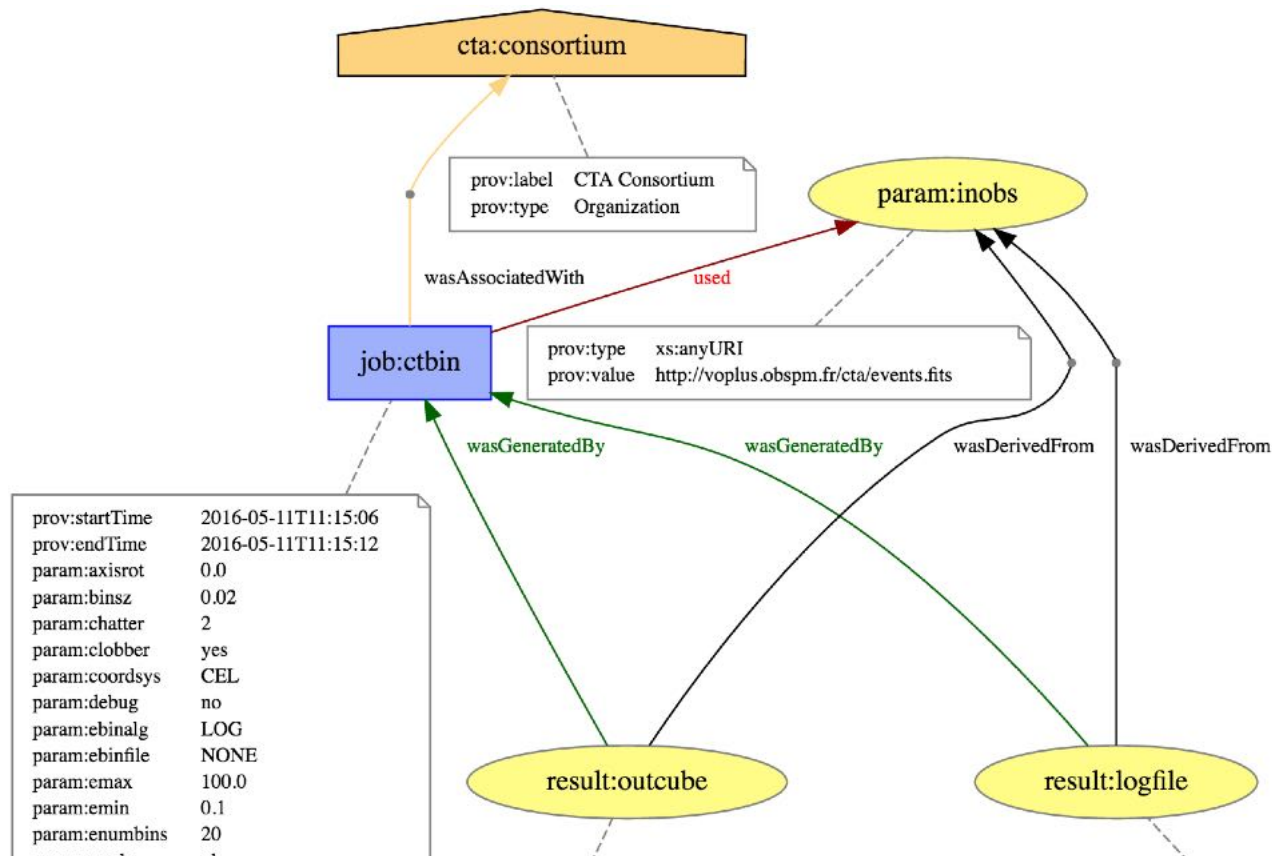 cta:consortium
prov:label CTA Consortium
prov:type Organization
param:inobs
wasAssociatedWith
used
job:ctbin
prov:type xs:anyURI
prov:value http://voplus.obspm.fr/cta/events.fits
wasGeneratedBy
wasGeneratedBy
wasDerivedFrom
wasDerivedFrom
prov:startTime 2016-05-11T11:15:06
prov:endTime 2016-05-11T11:15:12
param:axisrot 0.0
param:binsz 0.02
param:chatter 2
param:clobber yes
param:coordsys CEL
param:debug no
param:ebinalg LOG
param:ebinfile NONE
param:emax 100.0
param:emin 0.1
param:enumbins 20
result:outcube
result:logfile